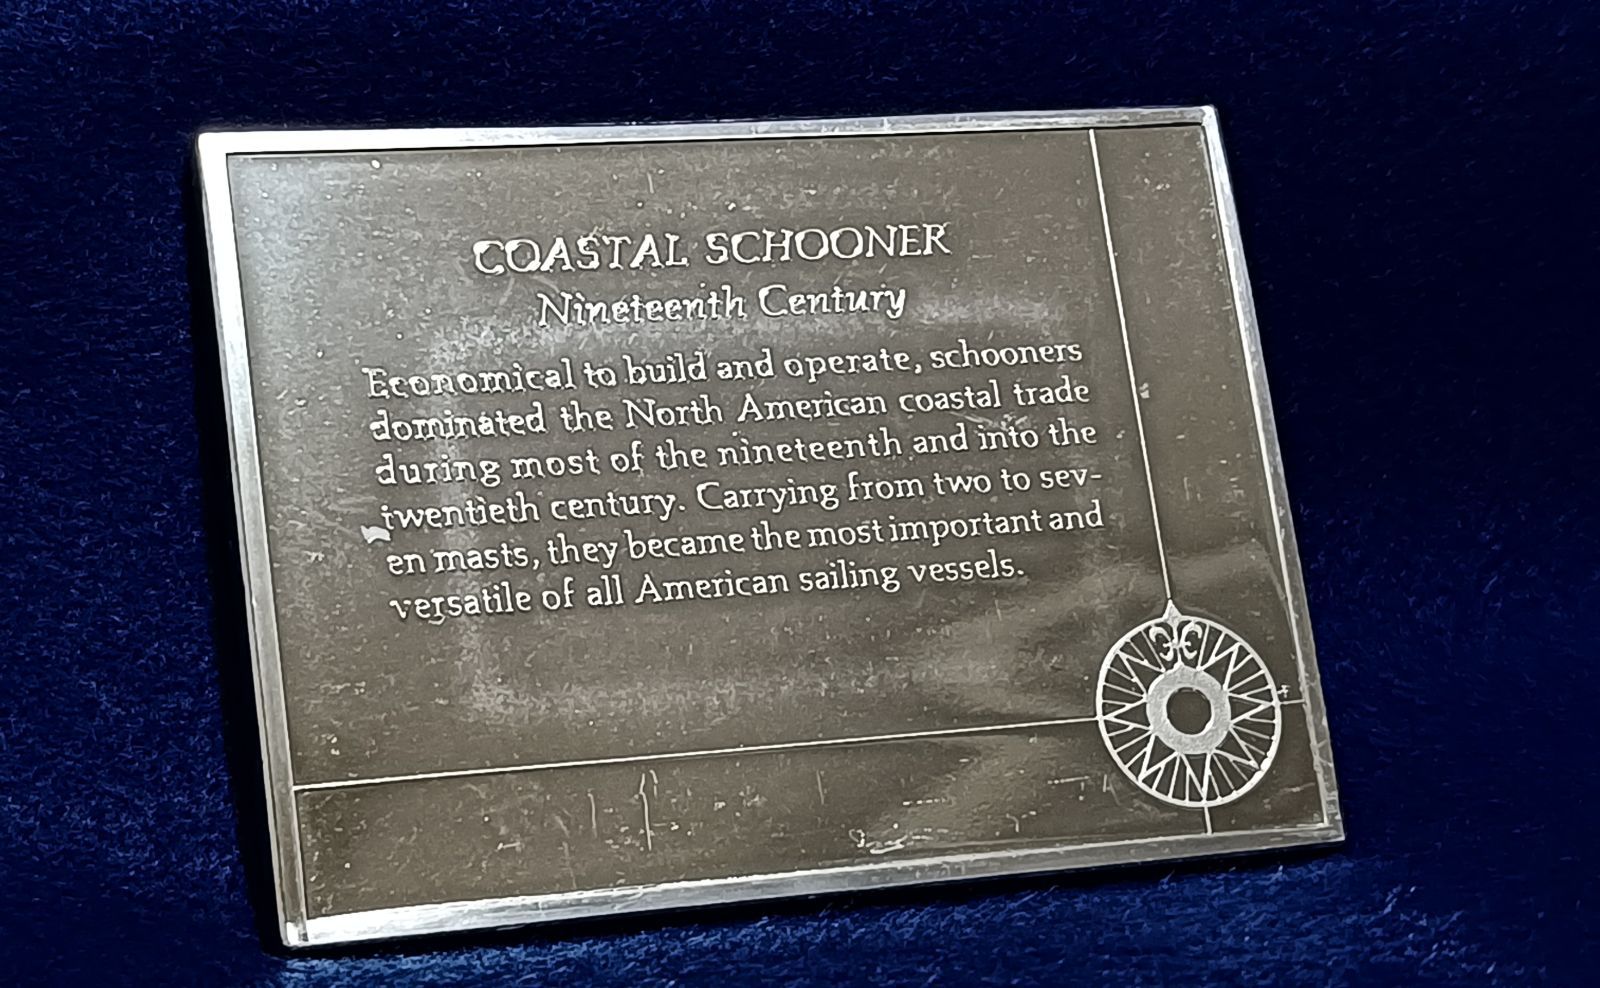 COASTAL SCHOONER
Nineteenth Century
Economical to build and operate, schooners
dominated the North American coastal trade
during most of the nineteenth and into the
twentieth century. Carrying from two to sev-
en masts, they became the most important and
versatile of all American sailing vessels.